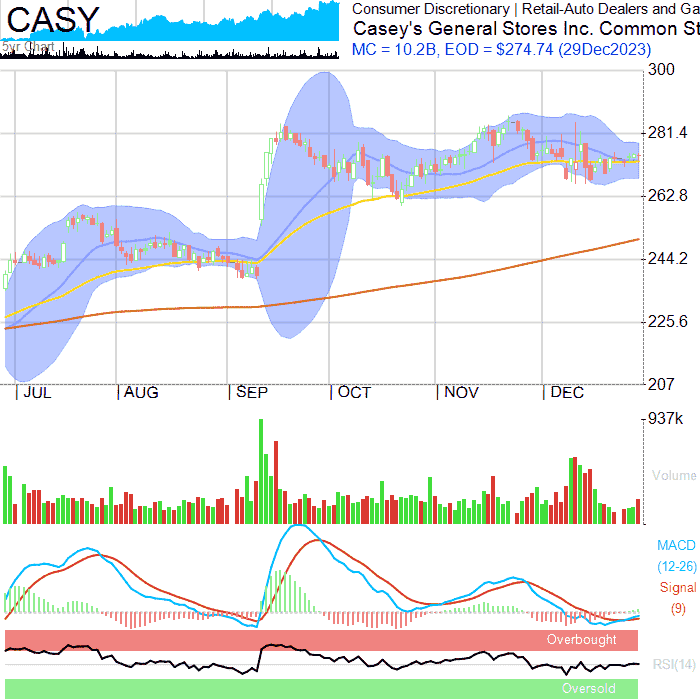 CASY
5yr Chart
Consumer Discretionary | Retail-Auto Dealers and Ga
Casey's General Stores Inc. Common St
MC = 10.2B, EOD = $274.74 (29Dec2023)
300
281.4
262.8
244.2
225.6
207
JUL
AUG
SEP
OCT
NOV
DEC
937k
Volume
MACD
(12-26)
Signal
(9)
Overbought
RSI(14)
Oversold